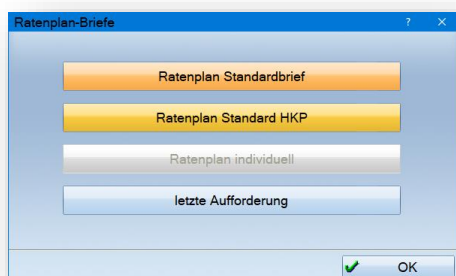 Ratenplan-Briefe
Ratenplan Standardbrief
Ratenplan Standard HKP
Ratenplan individuell
letzte Aufforderung
OK